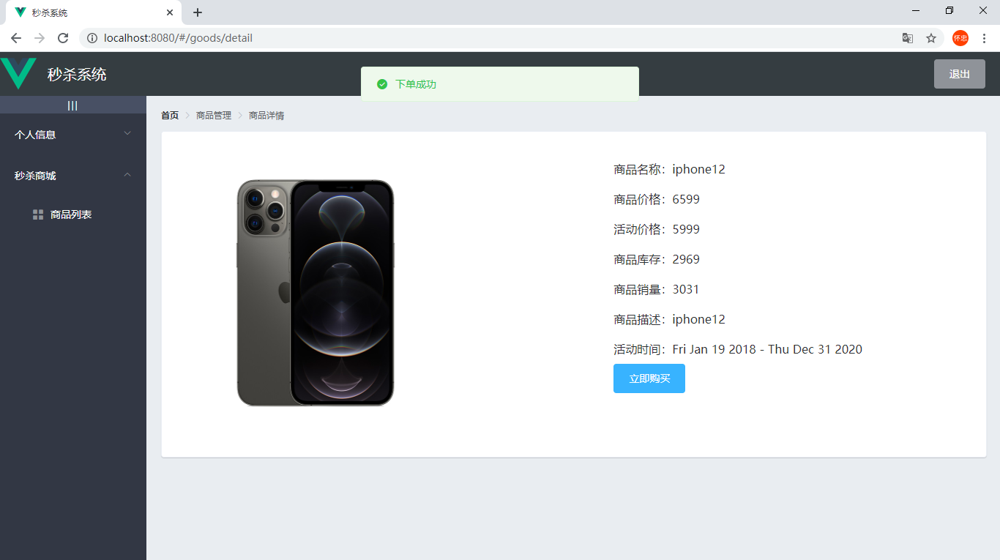 秒杀系统
localhost:8080/#/goods/detail
怀忠
秒杀系统
下单成功
退出
|||
首页 > 商品管理 > 商品详情
个人信息
秒杀商城
商品列表
商品名称：iphone12
商品价格：6599
活动价格：5999
商品库存：2969
商品销量：3031
商品描述：iphone12
活动时间：Fri Jan 19 2018 - Thu Dec 31 2020
立即购买